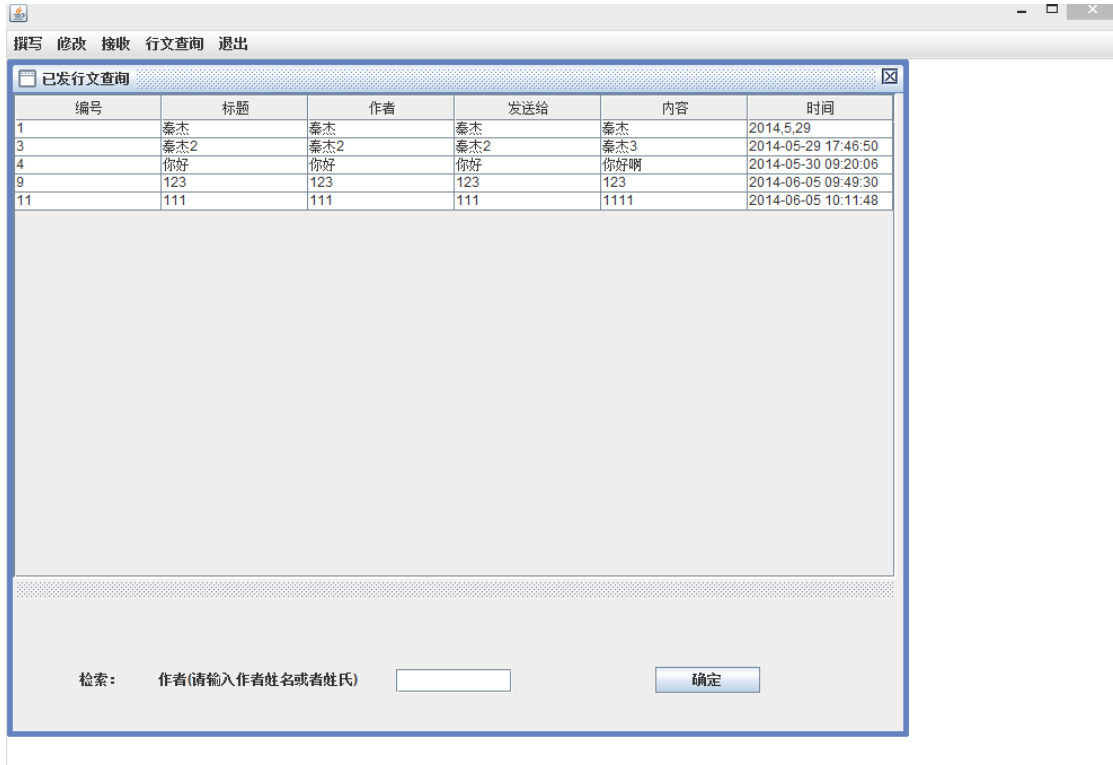 撰写 修改 接收 行文查询 退出
已发行文查询
编号 标题 作者 发送给 内容 时间
1 秦杰 秦杰 秦杰 秦杰 2014,5,29
3 秦杰2 秦杰2 秦杰2 秦杰3 2014-05-29 17:46:50
4 你好 你好 你好 你好啊 2014-05-30 09:20:06
9 123 123 123 123 2014-06-05 09:49:30
11 111 111 111 1111 2014-06-05 10:11:48
检索: 作者(请输入作者姓名或者姓氏) 确定